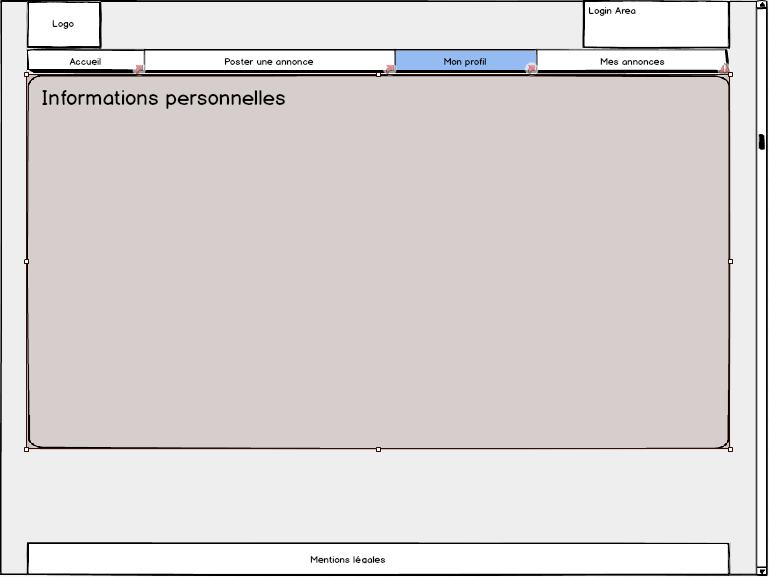 Logo
Login Area
Accueil
Poster une annonce
Mon profil
Mes annonces
Informations personnelles
Mentions légales